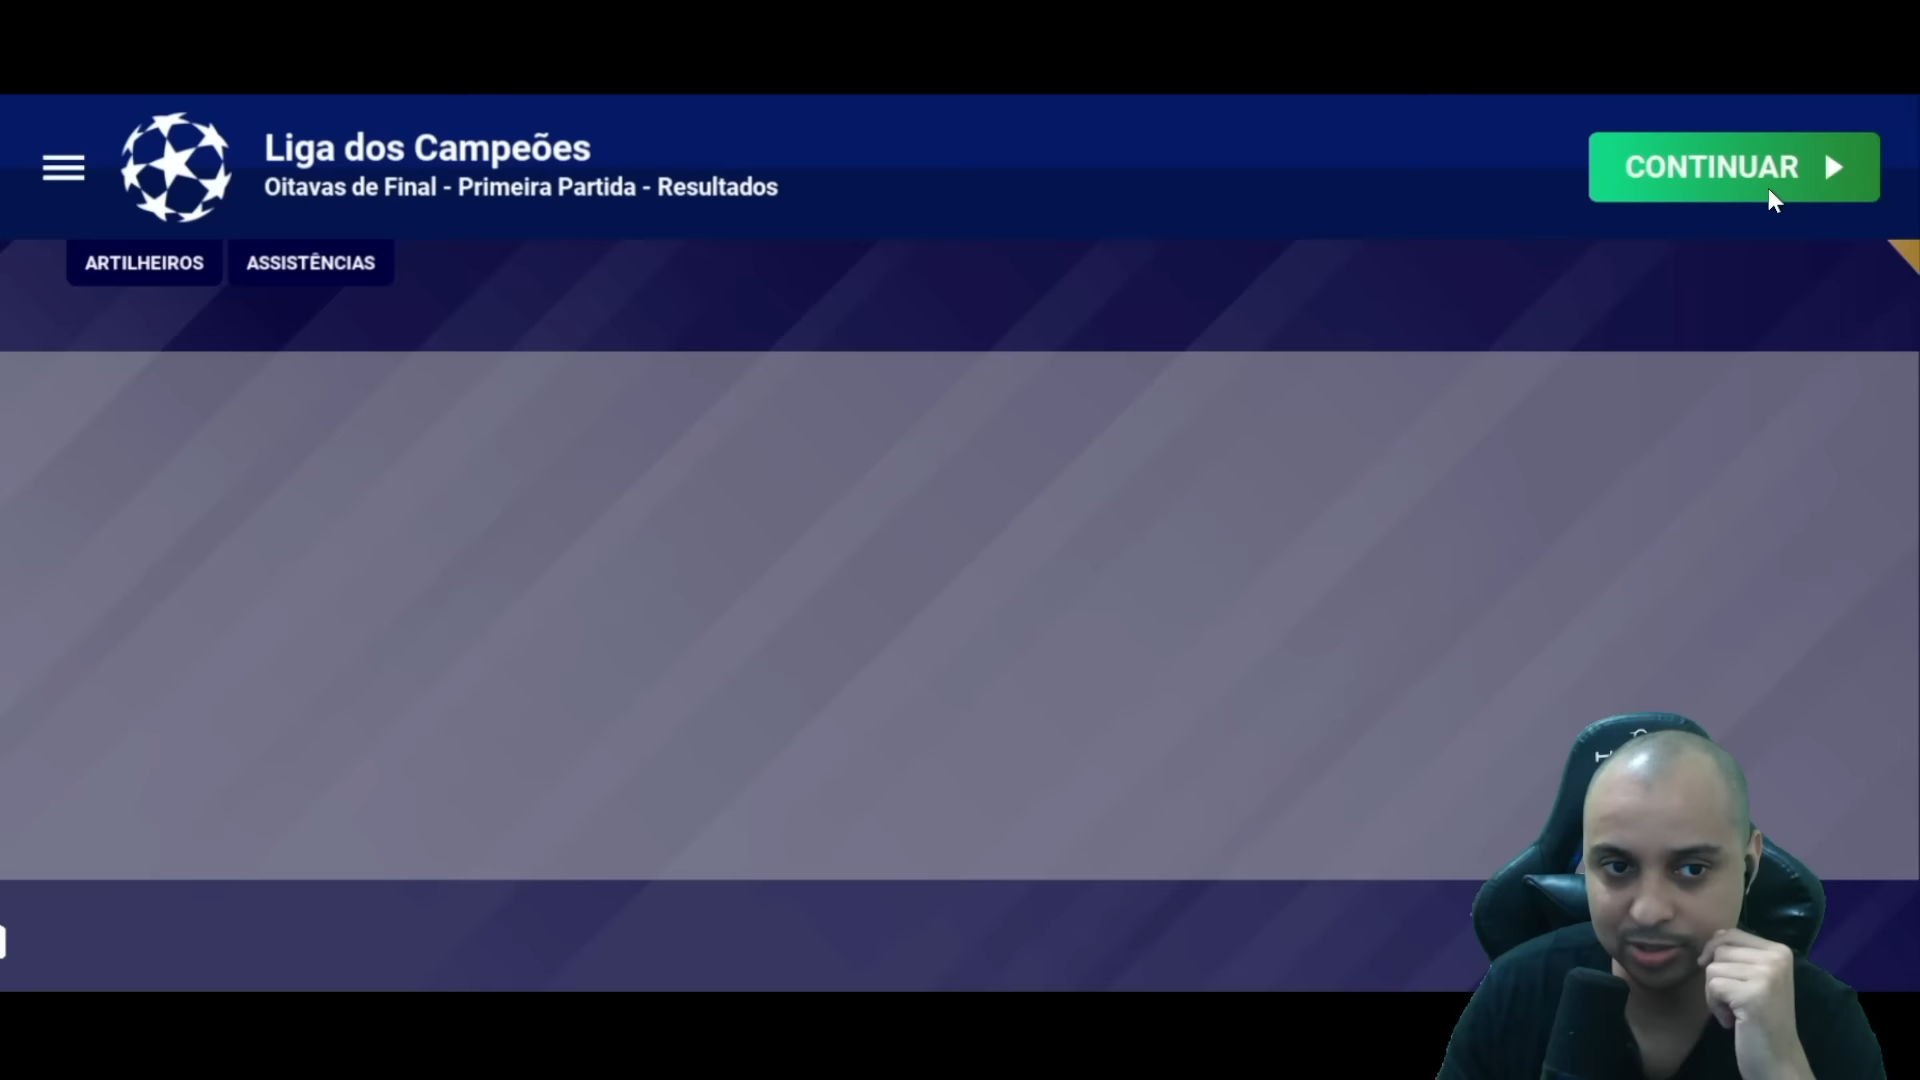 Liga dos Campeões
Oitavas de Final - Primeira Partida - Resultados
CONTINUAR
ARTILHEIROS
ASSISTÊNCIAS